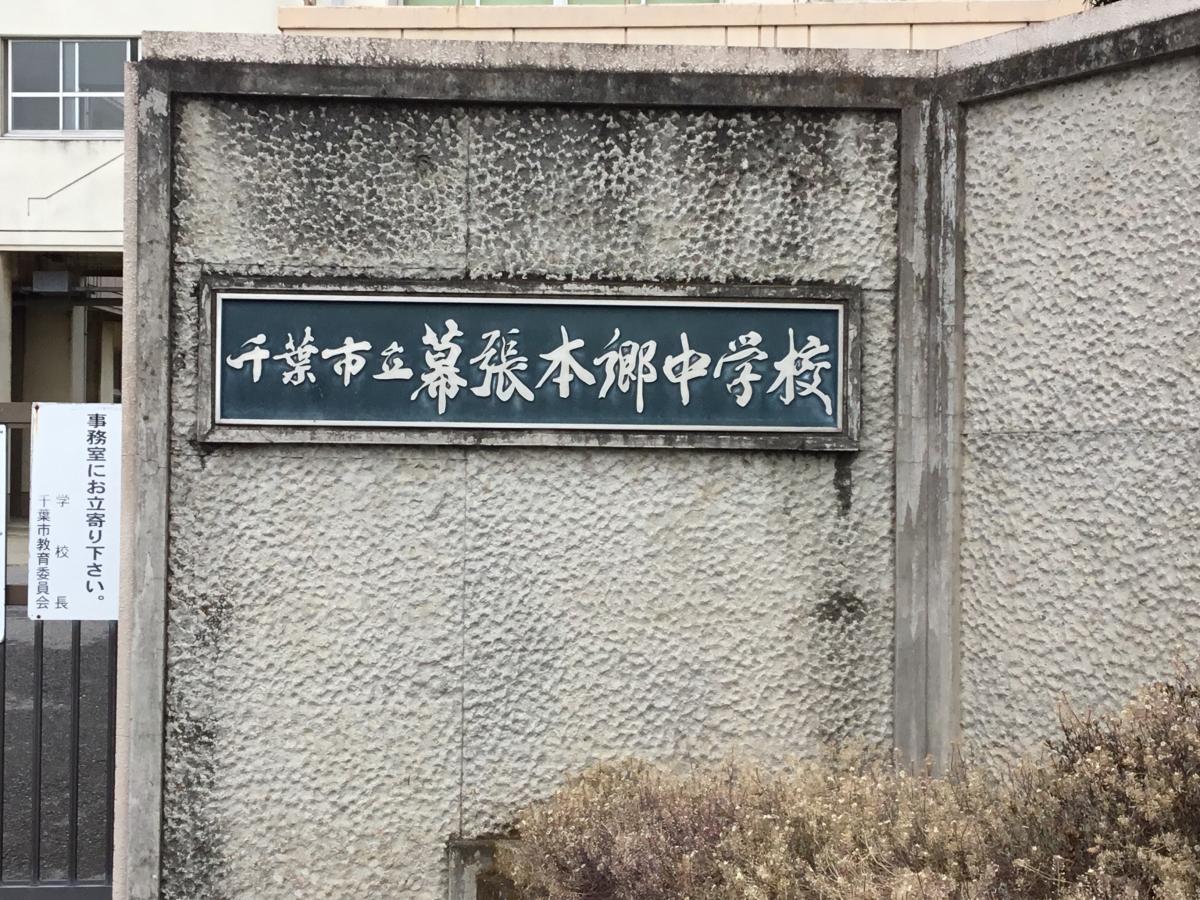 千葉市立幕張本郷中学校
事務室にお立寄り下さい。
学校長
千葉市教育委員会